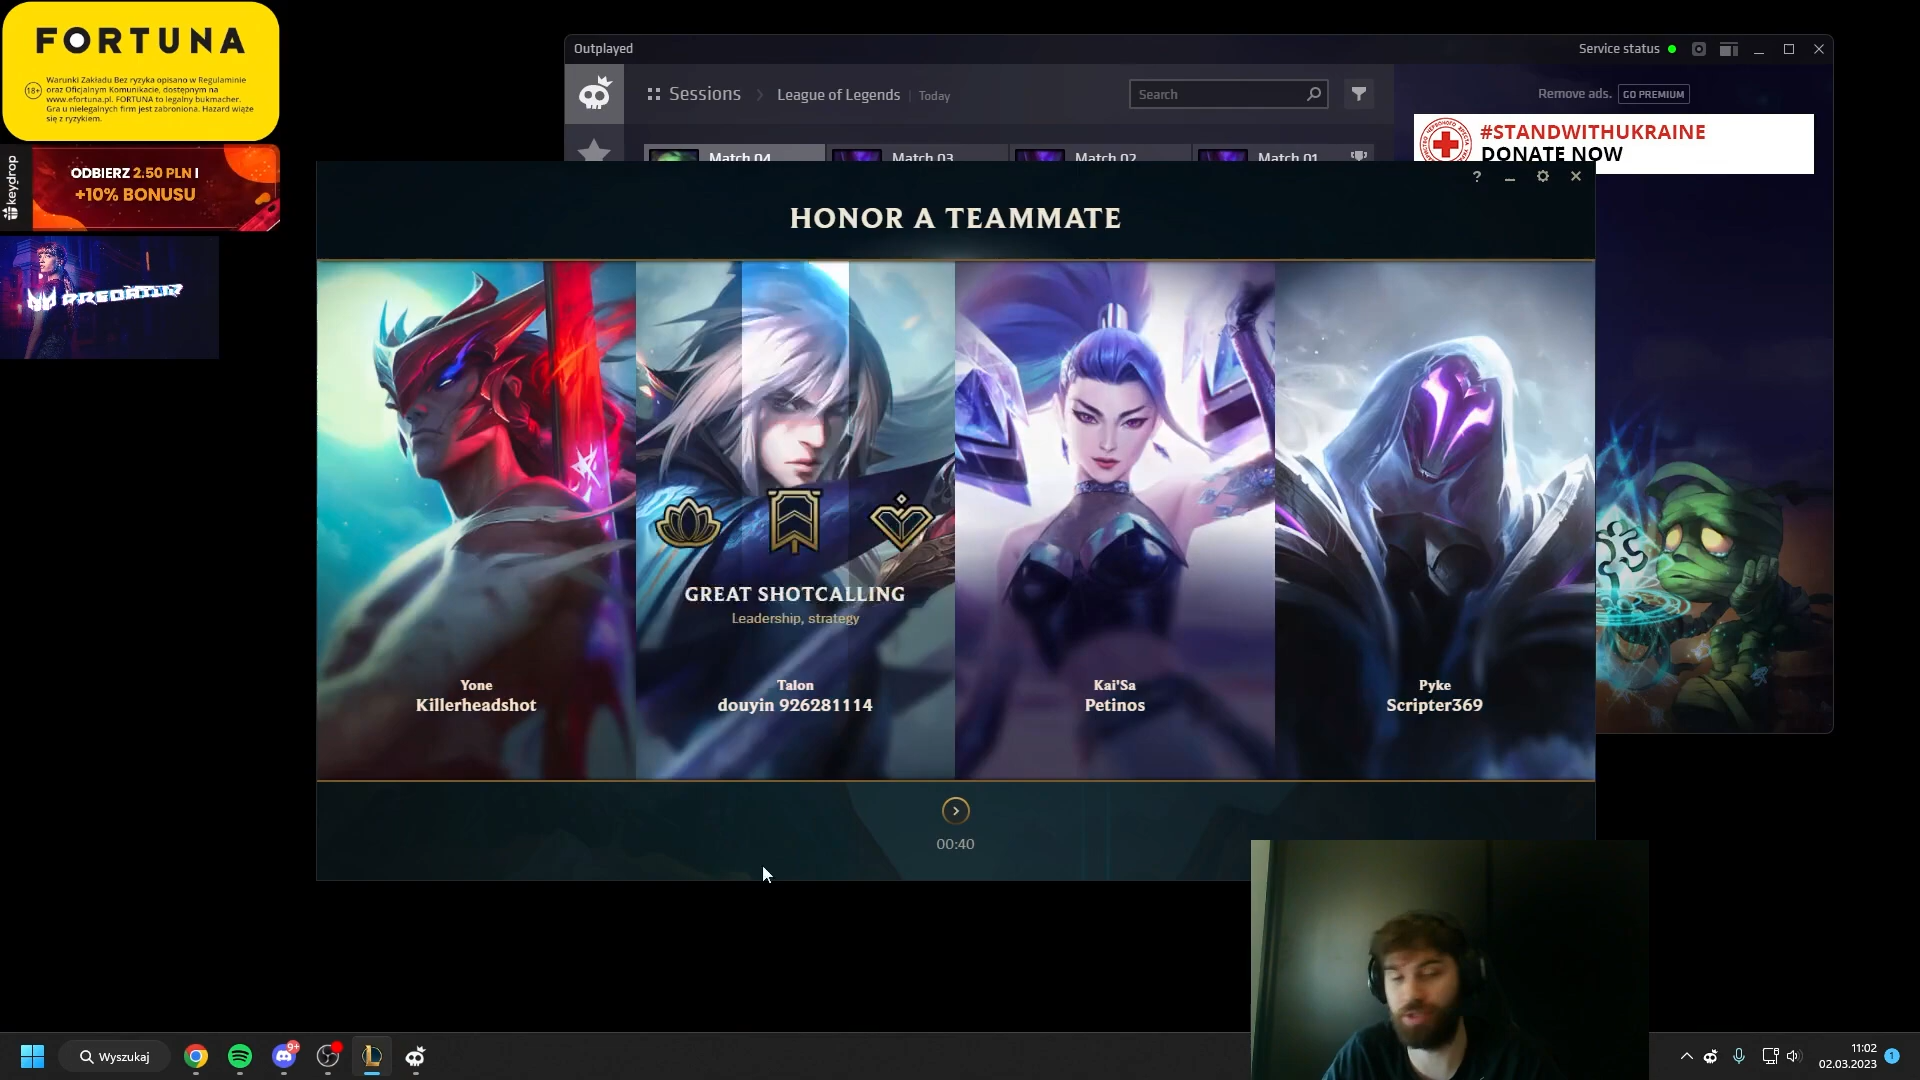 FORTUNA
18+
Warunki Zakładu Bez ryzyka opisano w Regulaminie
oraz Oficjalnym Komunikacie, dostępnym na
www.efortuna.pl. FORTUNA to legalny bukmacher.
Gra u nielegalnych firm jest zabroniona. Hazard wiąże
się z ryzykiem.
keydrop
ODBIERZ 2.50 PLN I
+10% BONUSU
PREDATOR
Outplayed
Service status
Sessions
League of Legends
Today
Search
Remove ads.
GO PREMIUM
Match 04
Match 03
Match 02
Match 01
#STANDWITHUKRAINE
DONATE NOW
?
HONOR A TEAMMATE
GREAT SHOTCALLING
Leadership, strategy
Yone
Killerheadshot
Talon
douyin 926281114
Kai'Sa
Petinos
Pyke
Scripter369
00:40
Wyszukaj
9+
11:02
02.03.2023
1